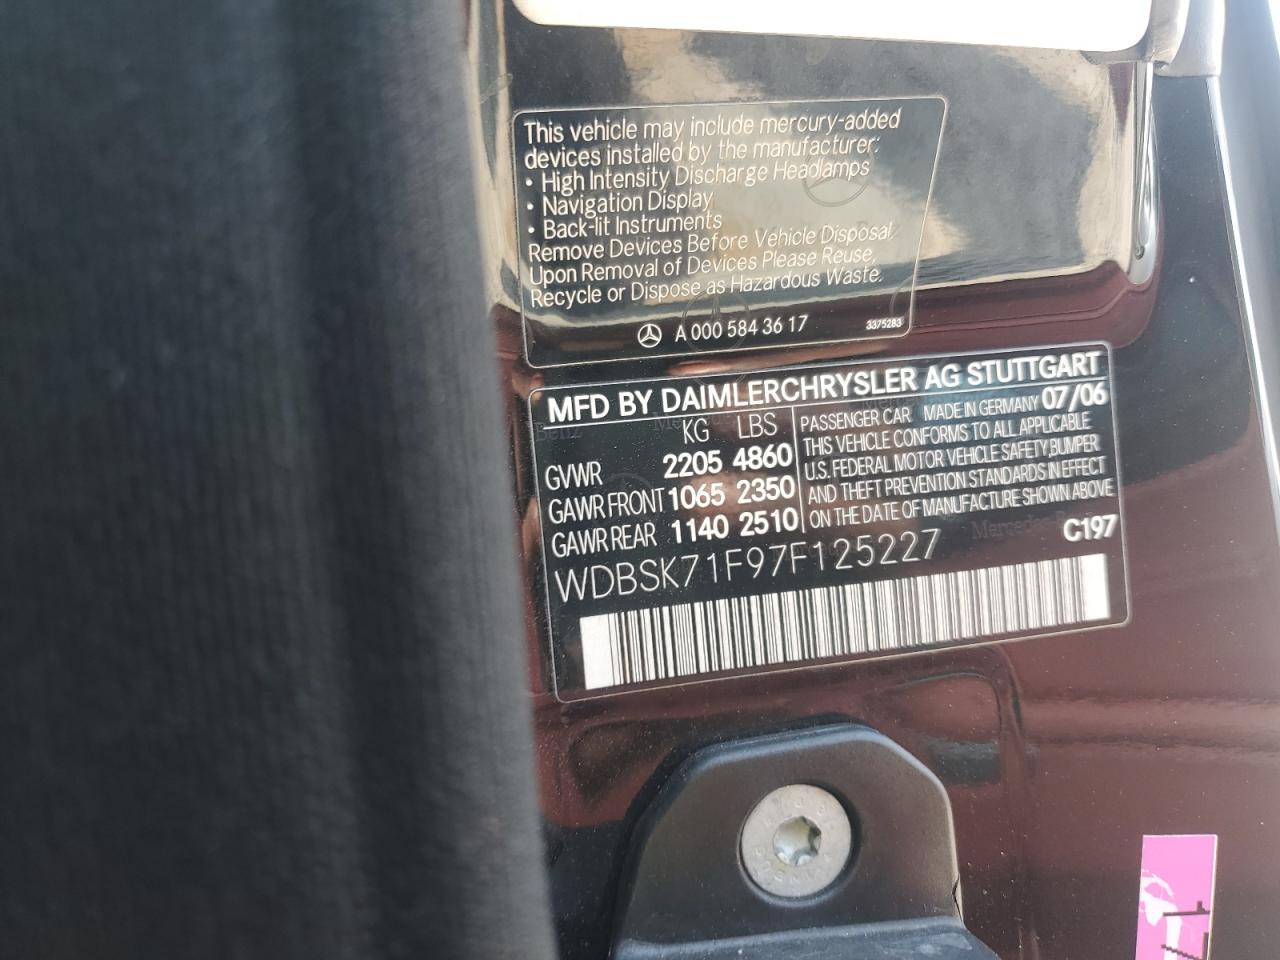 This vehicle may include mercury-added
devices installed by the manufacturer:
• High Intensity Discharge Headlamps
• Navigation Display
• Back-lit Instruments
Remove Devices Before Vehicle Disposal.
Upon Removal of Devices Please Reuse,
Recycle or Dispose as Hazardous Waste.
A 000 584 36 17 3375283
MFD BY DAIMLERCHRYSLER AG STUTTGART
KG LBS
GVWR 2205 4860
GAWR FRONT 1065 2350
GAWR REAR 1140 2510
PASSENGER CAR MADE IN GERMANY 07/06
THIS VEHICLE CONFORMS TO ALL APPLICABLE
U.S. FEDERAL MOTOR VEHICLE SAFETY, BUMPER
AND THEFT PREVENTION STANDARDS IN EFFECT
ON THE DATE OF MANUFACTURE SHOWN ABOVE
C197
WDBSK71F97F125227